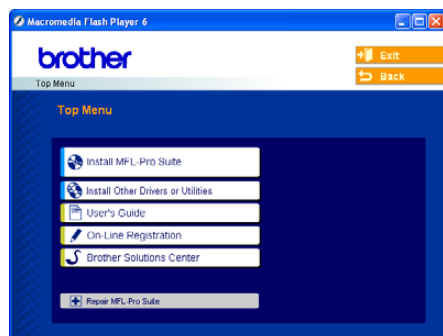 Macromedia Flash Player 6
brother
Exit
Back
Top Menu
Top Menu
Install MFL-Pro Suite
Install Other Drivers or Utilities
User's Guide
On-Line Registration
Brother Solutions Center
Repair MFL-Pro Suite